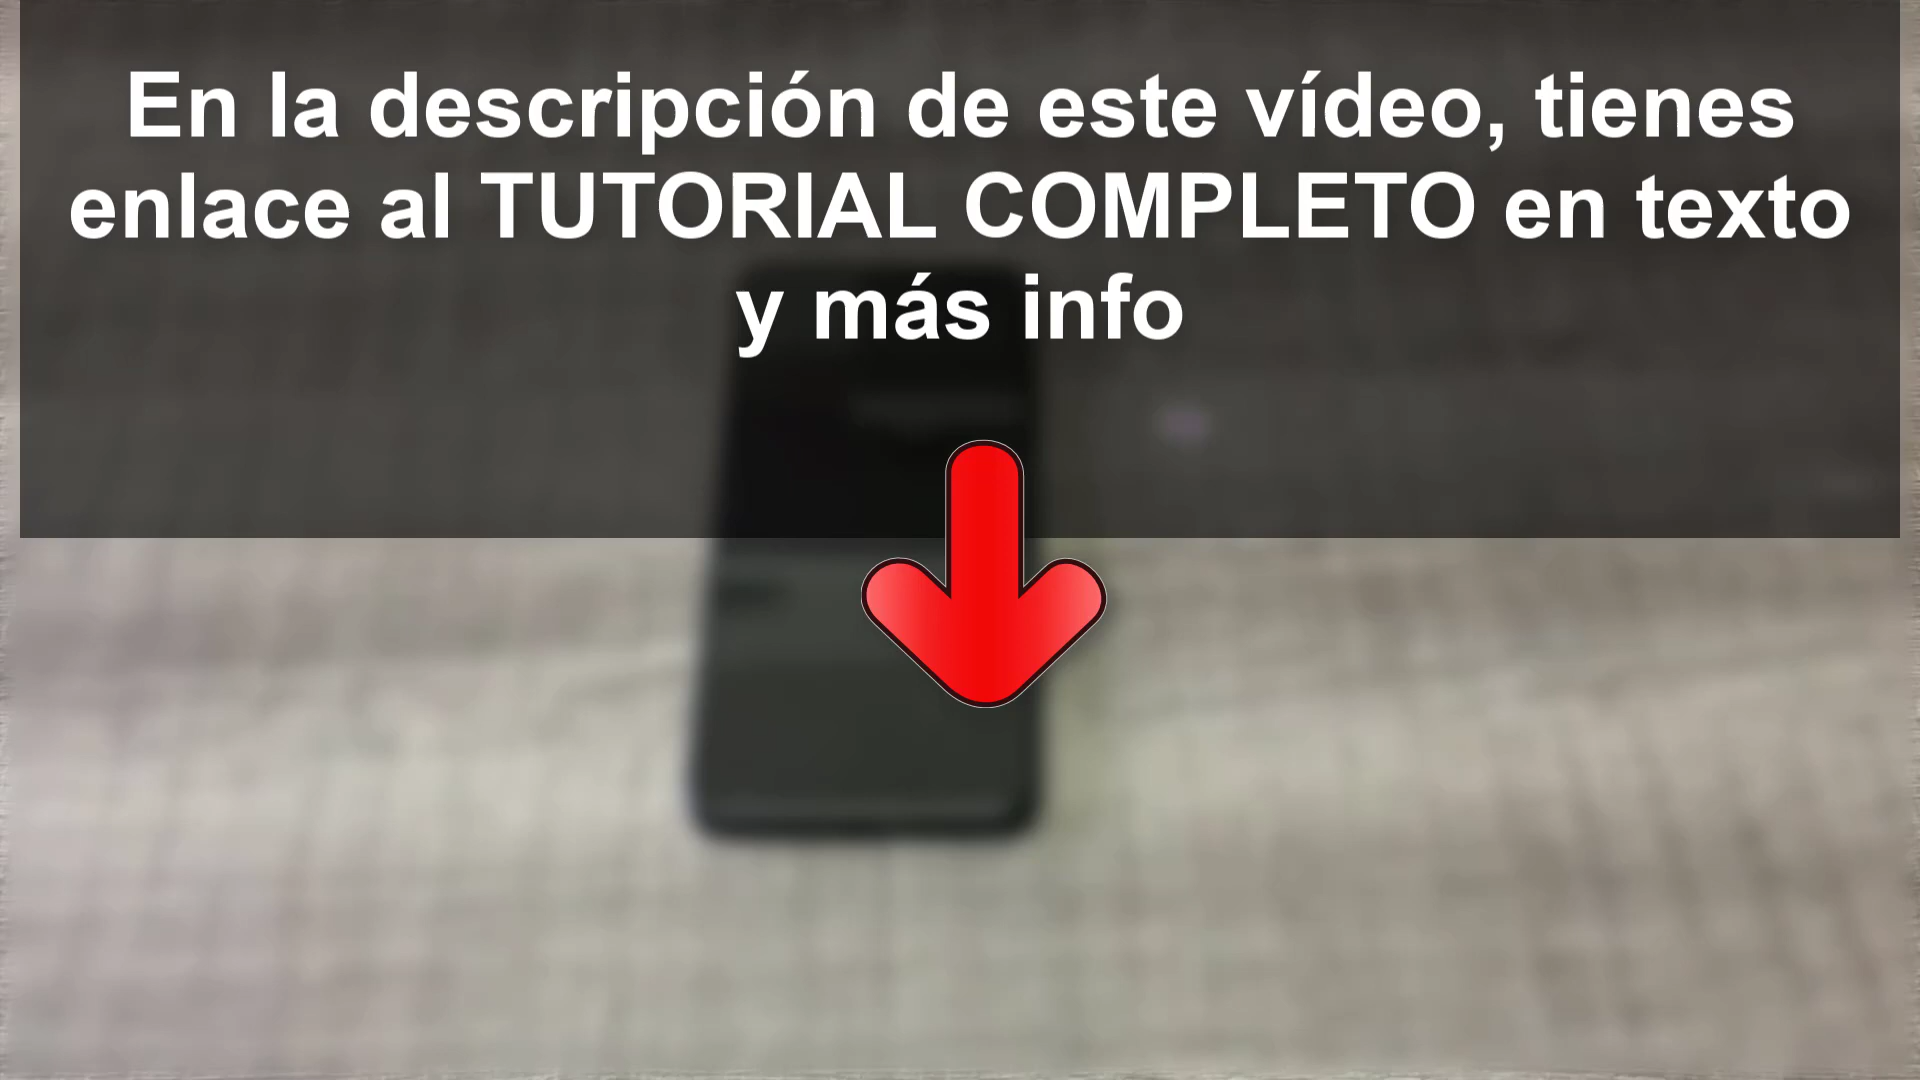 En la descripción de este vídeo, tienes
enlace al TUTORIAL COMPLETO en texto
y más info